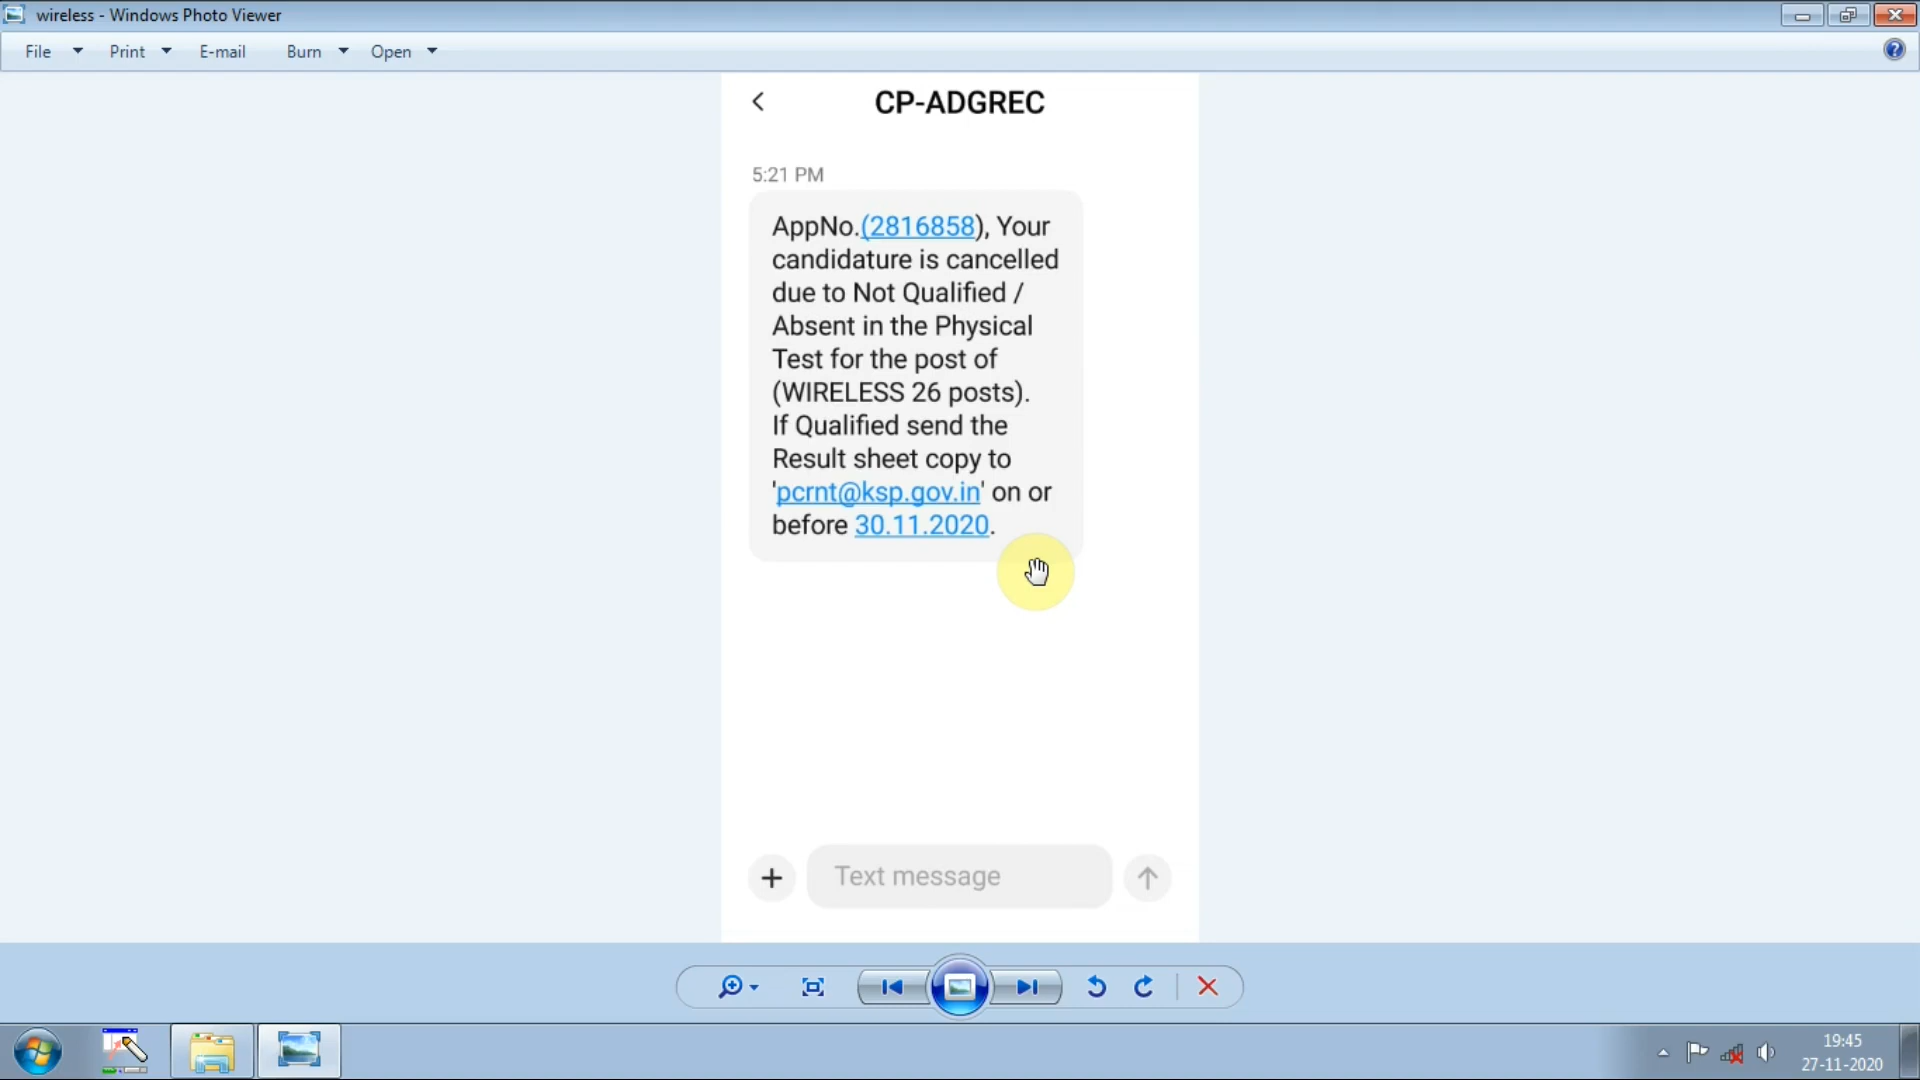 wireless - Windows Photo Viewer
File Print E-mail Burn Open
CP-ADGREC
5:21 PM
AppNo.(2816858), Your
candidature is cancelled
due to Not Qualified /
Absent in the Physical
Test for the post of
(WIRELESS 26 posts).
If Qualified send the
Result sheet copy to
'pcrnt@ksp.gov.in' on or
before 30.11.2020.
Text message
19:45
27-11-2020